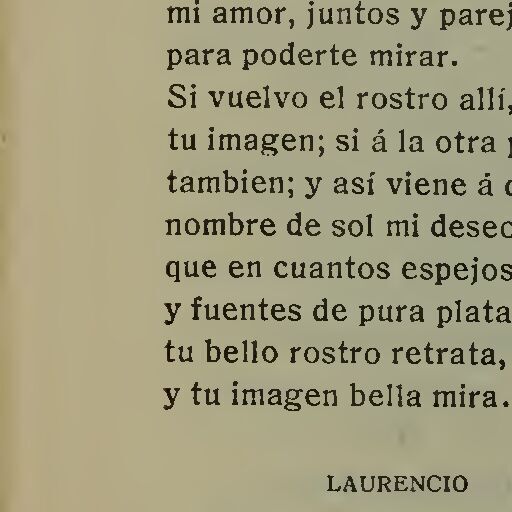 mi amor, juntos y parej
para poderte mirar.
Si vuelvo el rostro allí,
tu imagen; si á la otra
tambien; y así viene á
nombre de sol mi deseo
que en cuantos espejos
y fuentes de pura plata
tu bello rostro retrata,
y tu imagen bella mira.
LAURENCIO